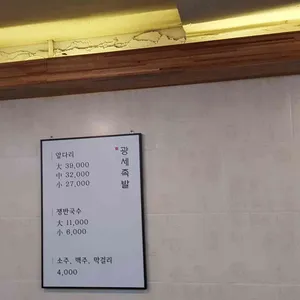 광세족발
앞다리
大 39,000
中 32,000
小 27,000
쟁반국수
大 11,000
小 6,000
소주, 맥주, 막걸리
4,000